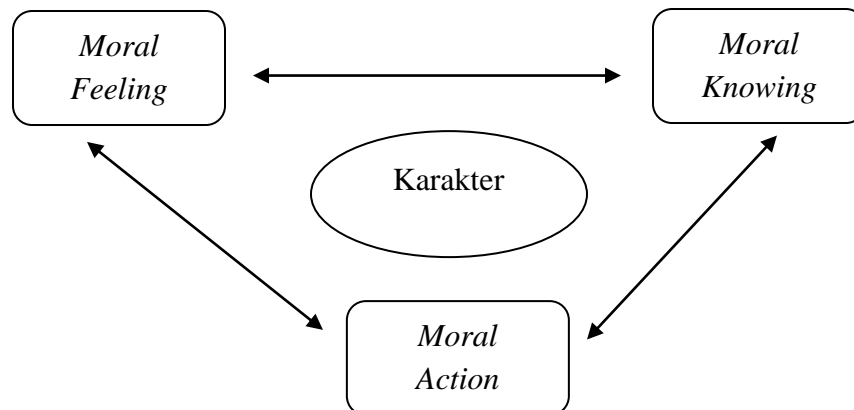 Moral
Feeling
Moral
Knowing
Karakter
Moral
Action